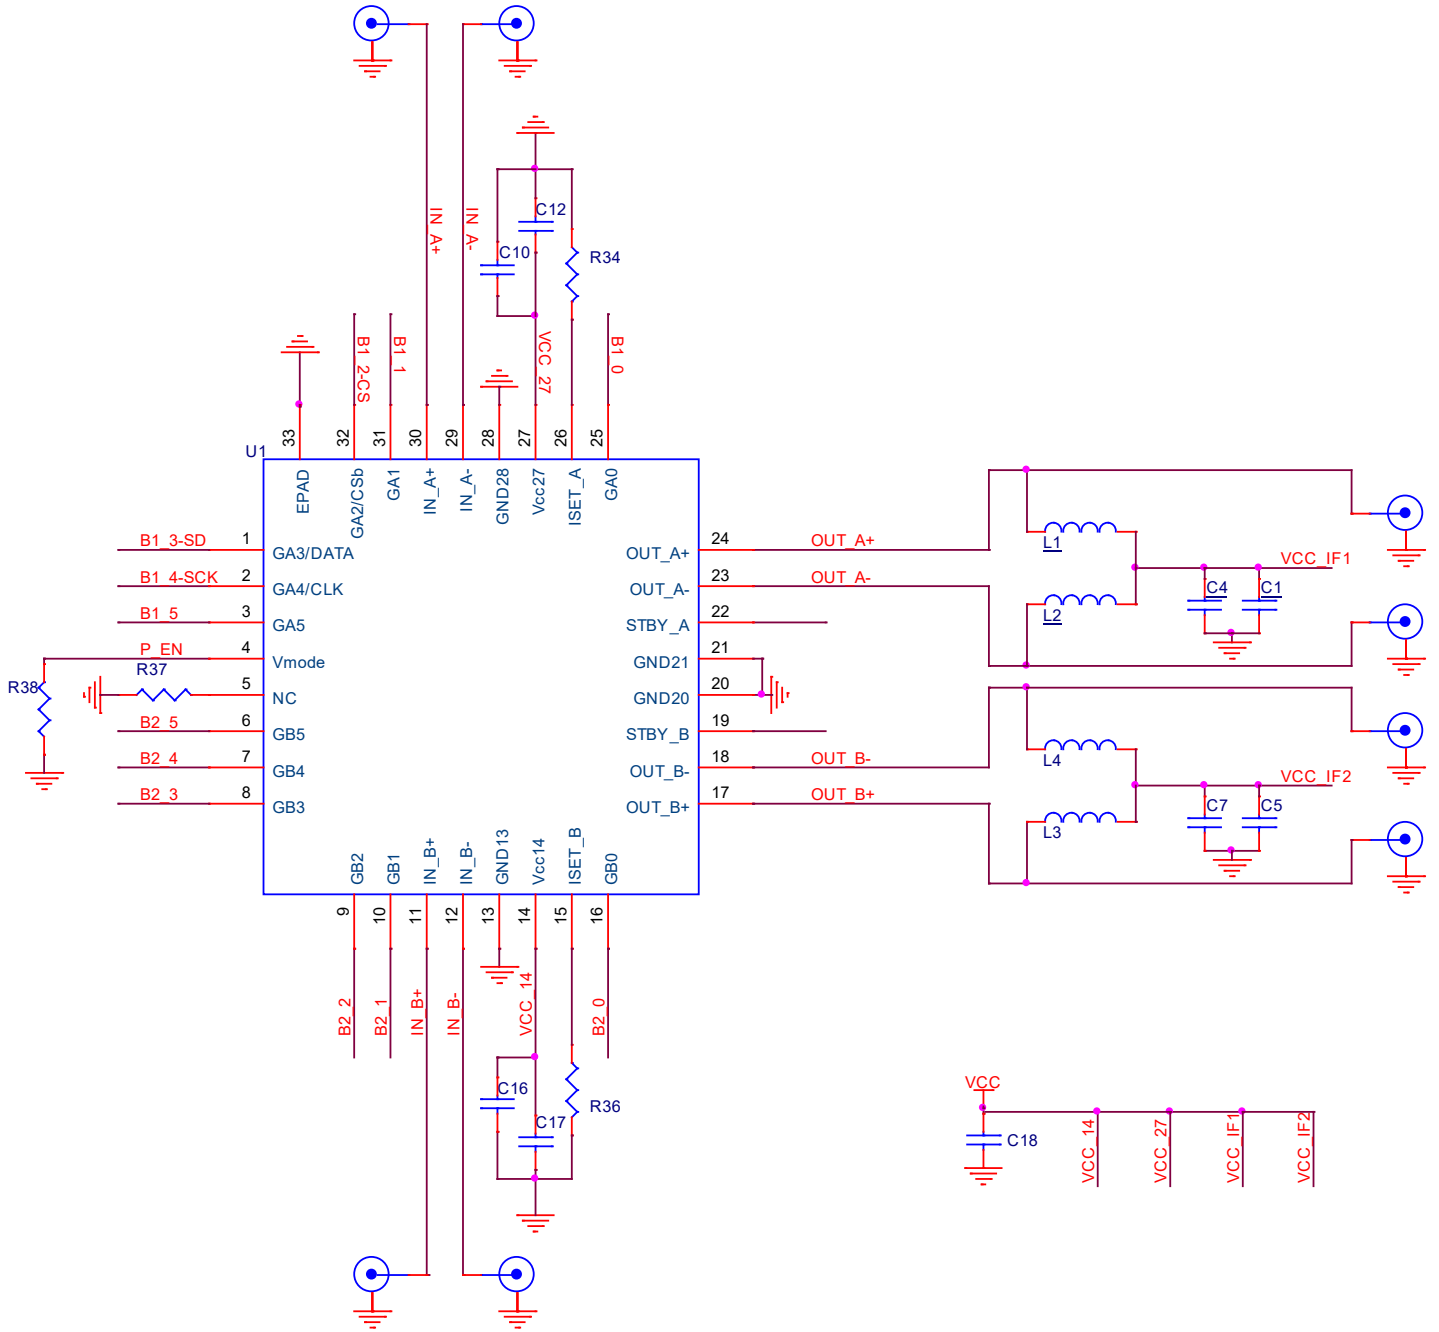 IN_A+
IN_A-
C12
C10
R34
VCC_27
B1_2-CS
B1_1
B1_0
33
32
31
30
29
28
27
26
25
U1
EPAD
GA2/CSb
GA1
IN_A+
IN_A-
GND28
Vcc27
ISET_A
GA0
B1_3-SD 1 GA3/DATA
B1_4-SCK 2 GA4/CLK
B1_5 3 GA5
P_EN 4 Vmode
R37 5 NC
R38
B2_5 6 GB5
B2_4 7 GB4
B2_3 8 GB3
OUT_A+ 24 OUT_A+
OUT_A- 23 OUT_A-
STBY_A 22
GND21 21
GND20 20
STBY_B 19
OUT_B- 18 OUT_B-
OUT_B+ 17 OUT_B+
L1
L2
VCC_IF1
C4
C1
L4
L3
VCC_IF2
C7
C5
GB2
GB1
IN_B+
IN_B-
GND13
Vcc14
ISET_B
GB0
9
10
11
12
13
14
15
16
B2_2
B2_1
IN_B+
IN_B-
VCC_14
B2_0
C16
C17
R36
VCC
C18
VCC_14
VCC_27
VCC_IF1
VCC_IF2